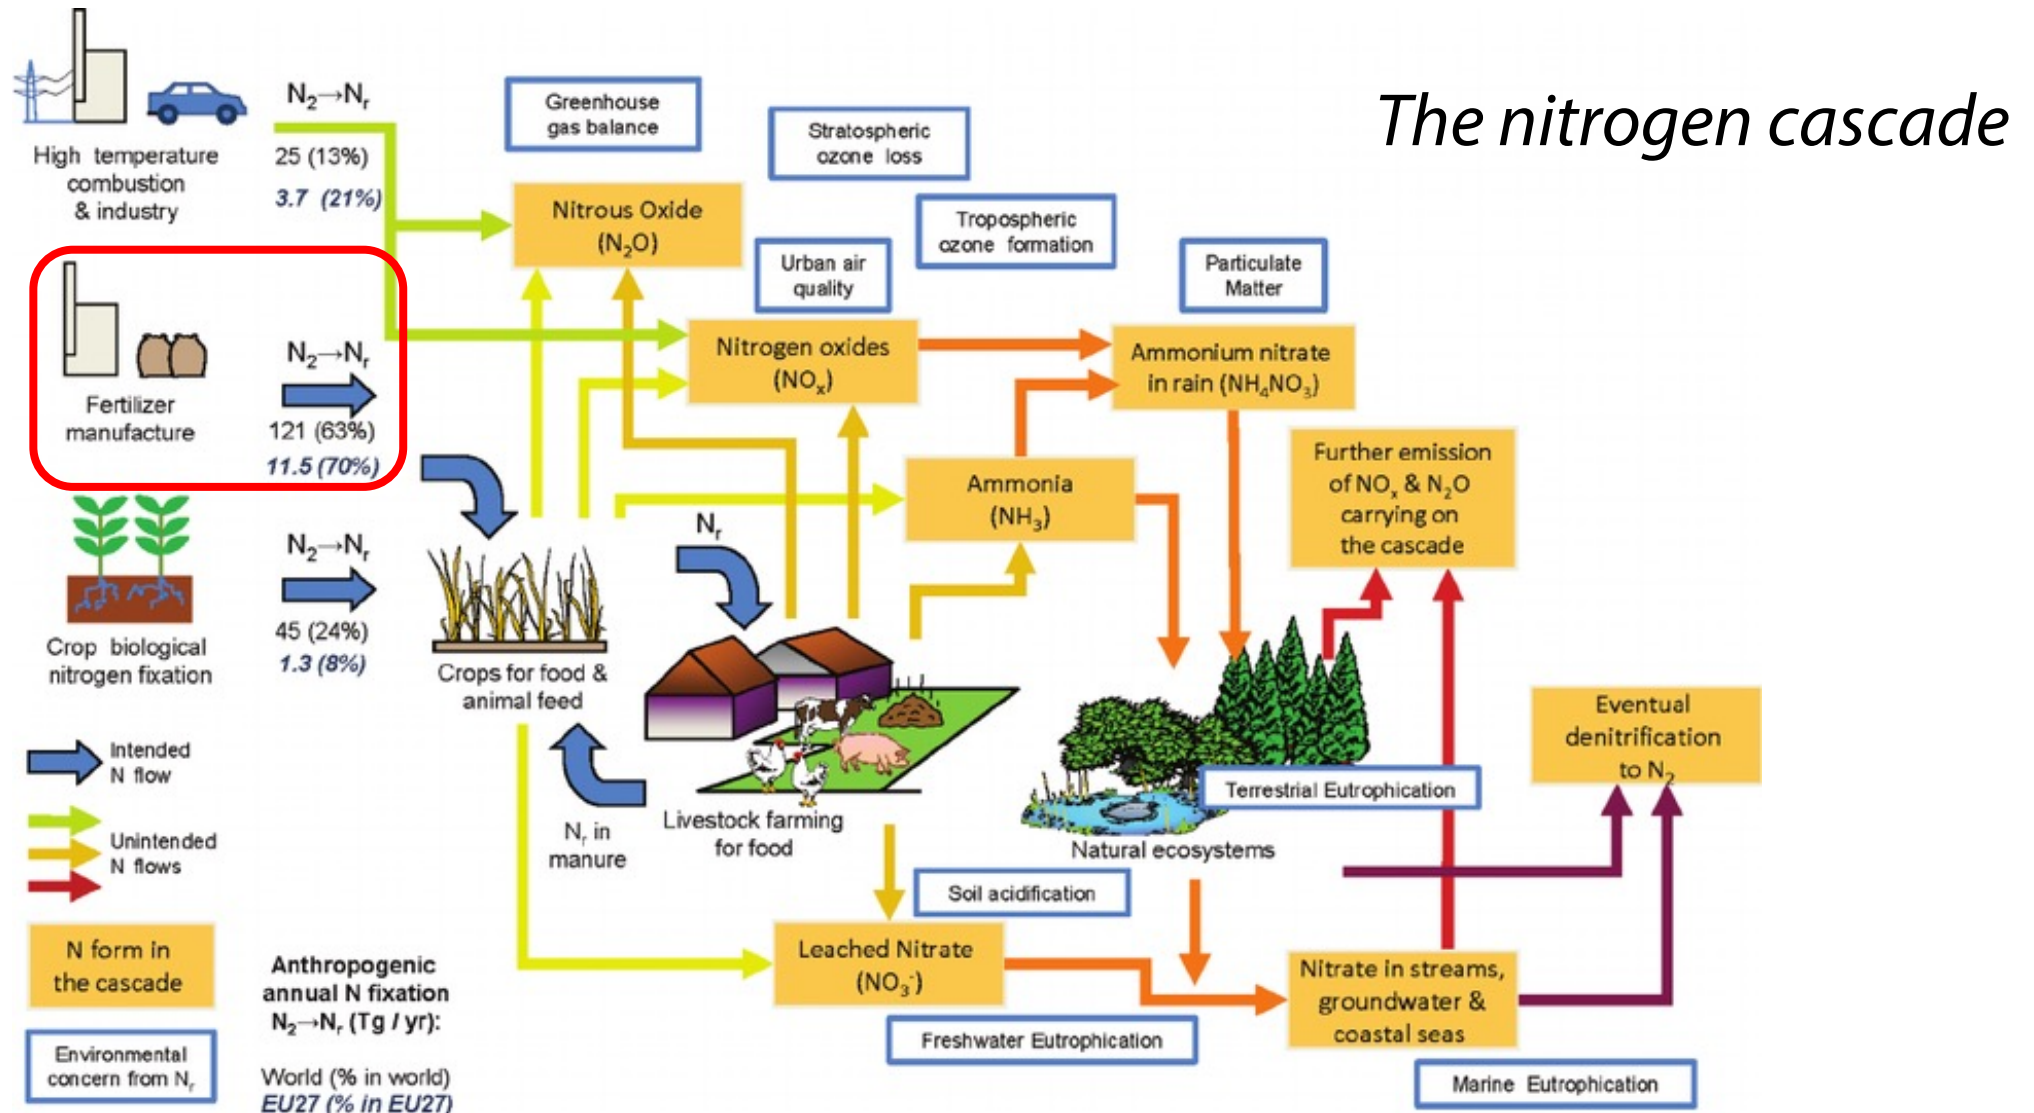 The nitrogen cascade
High temperature
combustion
& industry
N₂→Nᵣ
25 (13%)
3.7 (21%)
Fertilizer
manufacture
N₂→Nᵣ
121 (63%)
11.5 (70%)
Crop biological
nitrogen fixation
N₂→Nᵣ
45 (24%)
1.3 (8%)
Greenhouse
gas balance
Stratospheric
ozone loss
Nitrous Oxide
(N₂O)
Tropospheric
ozone formation
Urban air
quality
Particulate
Matter
Nitrogen oxides
(NOₓ)
Ammonium nitrate
in rain (NH₄NO₃)
Ammonia
(NH₃)
Further emission
of NOₓ & N₂O
carrying on
the cascade
Nᵣ
Crops for food &
animal feed
Nᵣ in
manure
Livestock farming
for food
Terrestrial Eutrophication
Natural ecosystems
Eventual
denitrification
to N₂
Soil acidification
Leached Nitrate
(NO₃⁻)
Nitrate in streams,
groundwater &
coastal seas
Freshwater Eutrophication
Marine Eutrophication
Intended
N flow
Unintended
N flows
N form in
the cascade
Environmental
concern from Nᵣ
Anthropogenic
annual N fixation
N₂→Nᵣ (Tg / yr):
World (% in world)
EU27 (% in EU27)